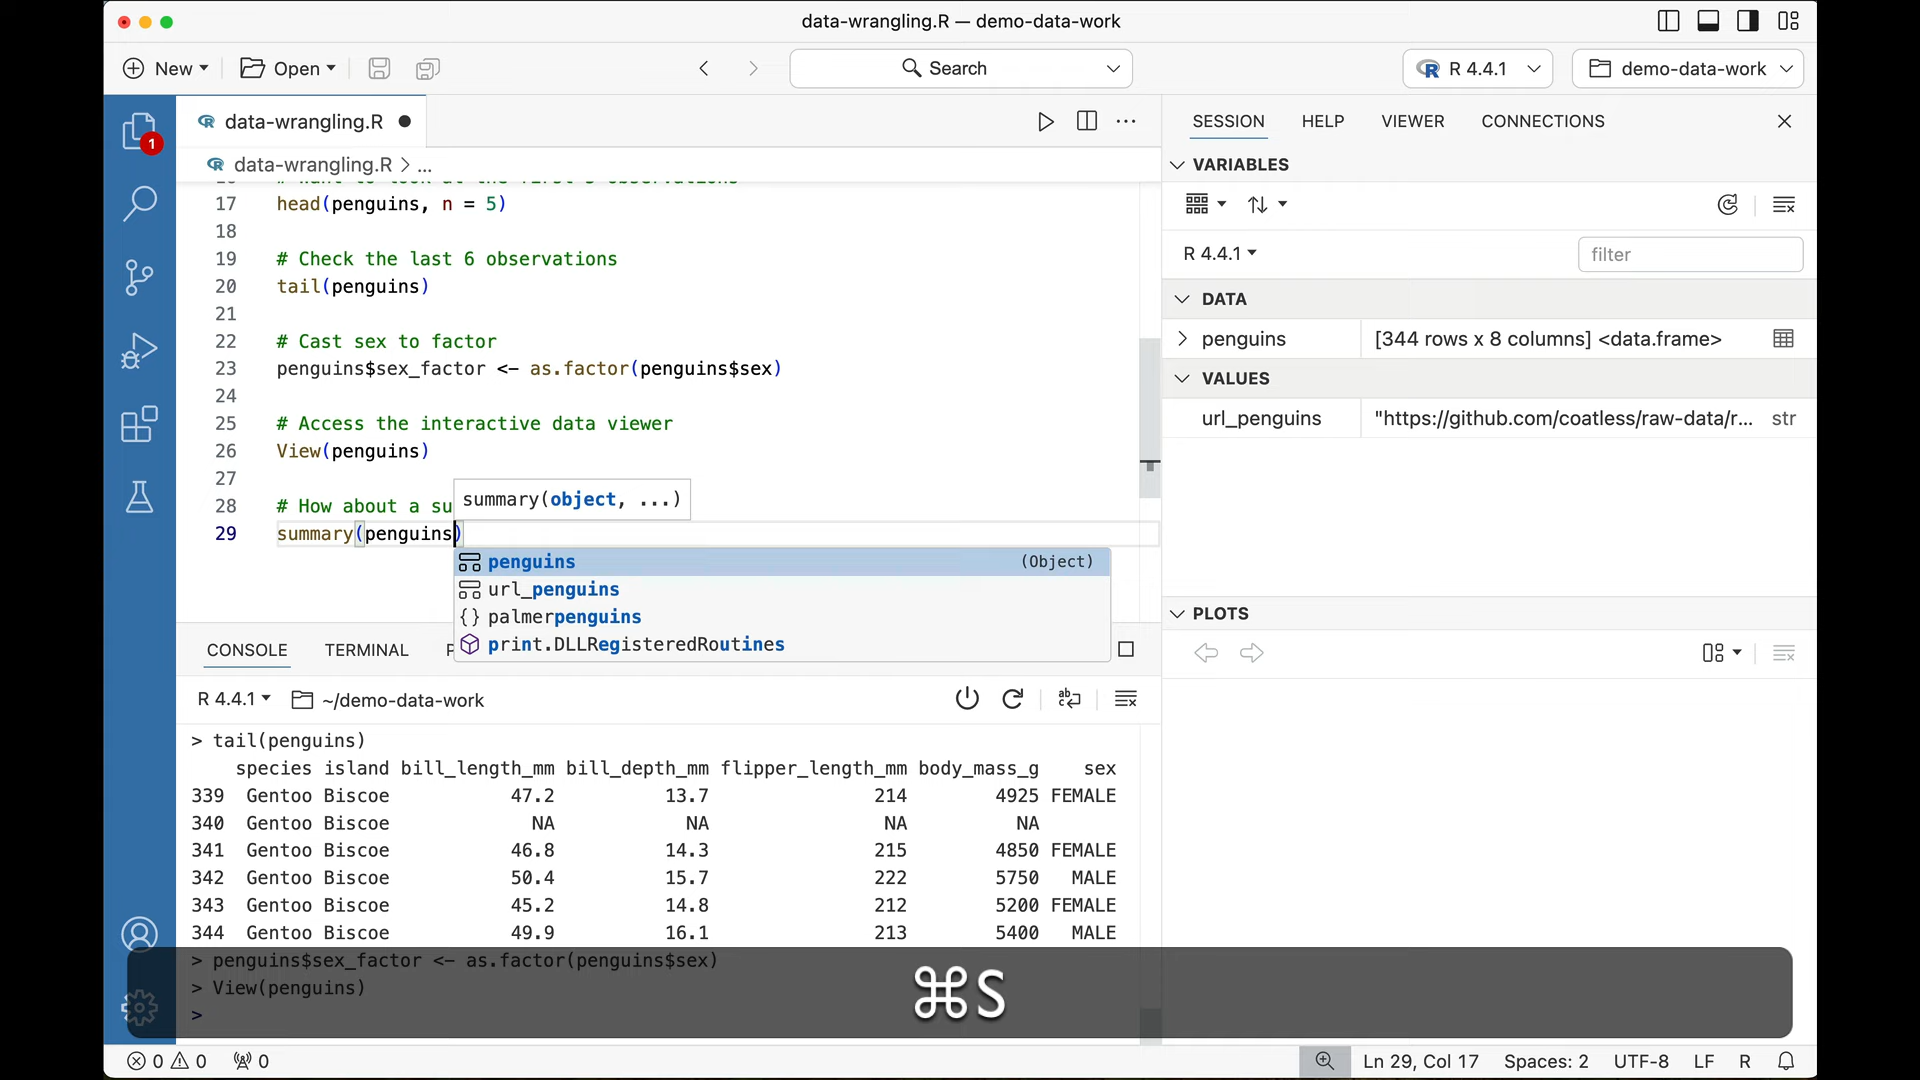 data-wrangling.R — demo-data-work
New
Open
Search
R 4.4.1
demo-data-work
1
data-wrangling.R
data-wrangling.R > ...
17 head(penguins, n = 5)
18
19 # Check the last 6 observations
20 tail(penguins)
21
22 # Cast sex to factor
23 penguins$sex_factor <- as.factor(penguins$sex)
24
25 # Access the interactive data viewer
26 View(penguins)
27
28 # How about a su
summary(object, ...)
29 summary(penguins)
penguins (Object)
url_penguins
palmerpenguins
print.DLLRegisteredRoutines
CONSOLE
TERMINAL
R 4.4.1
~/demo-data-work
> tail(penguins)
species island bill_length_mm bill_depth_mm flipper_length_mm body_mass_g sex
339 Gentoo Biscoe 47.2 13.7 214 4925 FEMALE
340 Gentoo Biscoe NA NA NA NA
341 Gentoo Biscoe 46.8 14.3 215 4850 FEMALE
342 Gentoo Biscoe 50.4 15.7 222 5750 MALE
343 Gentoo Biscoe 45.2 14.8 212 5200 FEMALE
344 Gentoo Biscoe 49.9 16.1 213 5400 MALE
> penguins$sex_factor <- as.factor(penguins$sex)
> View(penguins)
>
⌘S
SESSION
HELP
VIEWER
CONNECTIONS
VARIABLES
R 4.4.1
filter
DATA
penguins [344 rows x 8 columns] <data.frame>
VALUES
url_penguins "https://github.com/coatless/raw-data/r... str
PLOTS
0 0 0
Ln 29, Col 17
Spaces: 2
UTF-8
LF
R